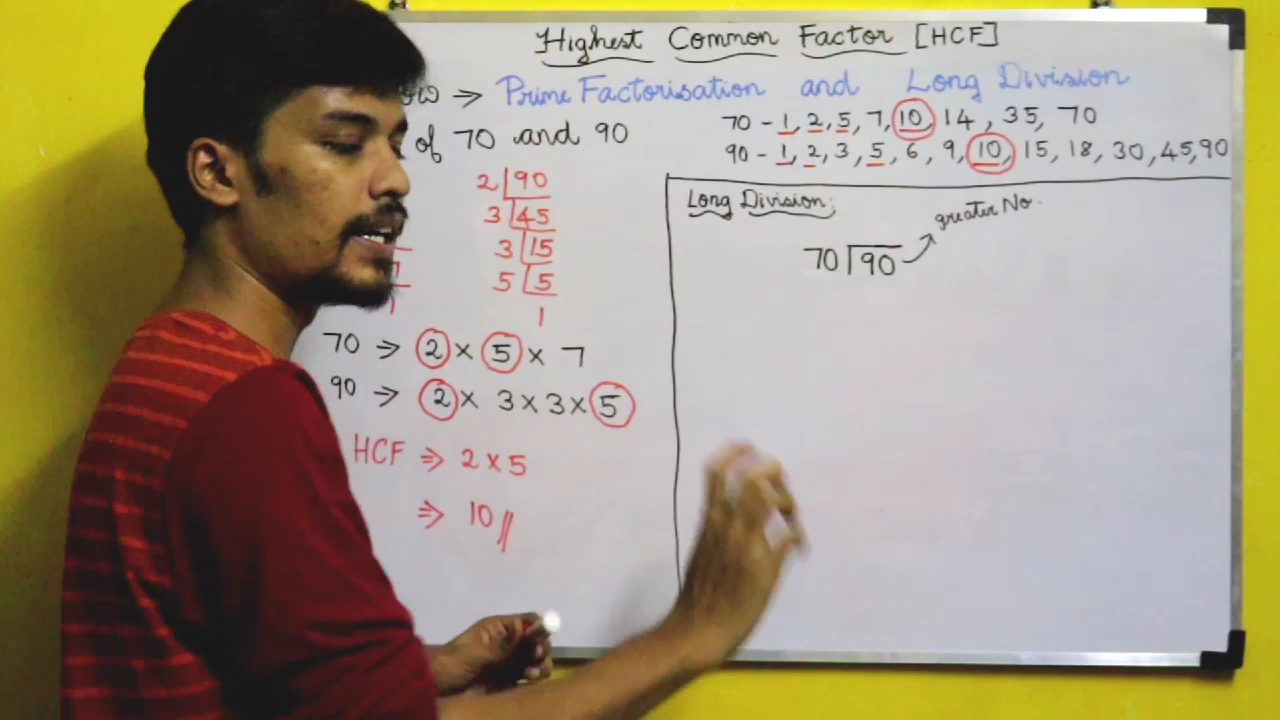 Highest Common Factor [HCF]
⇒ Prime Factorisation and Long Division
of 70 and 90
70 - 1, 2, 5, 7, 10, 14, 35, 70
90 - 1, 2, 3, 5, 6, 9, 10, 15, 18, 30, 45, 90
2 90
3 45
3 15
5 5
1
1
70 ⇒ 2 × 5 × 7
90 ⇒ 2 × 3 × 3 × 5
HCF ⇒ 2 × 5
⇒ 10 //
Long Division:
greater No.
70 90